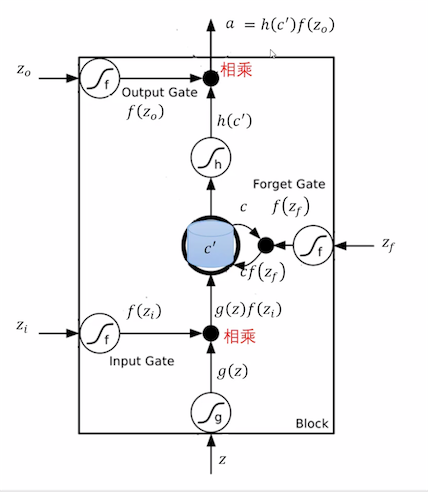 a = h(c′)f(z_o)
z_o
f
相乘
Output Gate
f(z_o)
h(c′)
h
Forget Gate
c
f(z_f)
c′
f
z_f
cf(z_f)
g(z)f(z_i)
z_i
f(z_i)
f
相乘
Input Gate
g(z)
g
Block
z